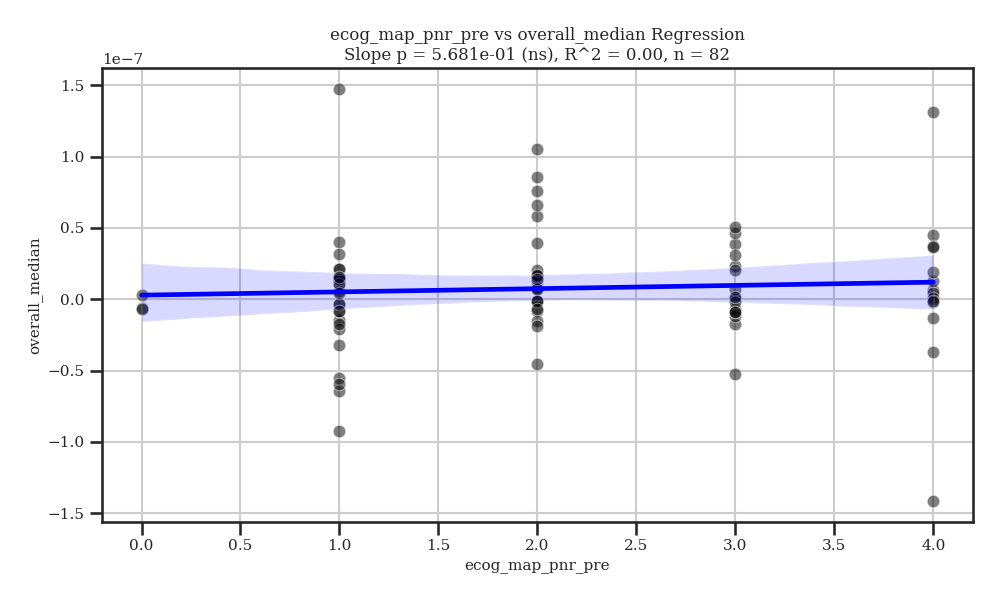 ecog_map_pnr_pre vs overall_median Regression
Slope p = 5.681e-01 (ns), R^2 = 0.00, n = 82
1e−7
1.5
1.0
0.5
0.0
−0.5
−1.0
−1.5
overall_median
0.0 0.5 1.0 1.5 2.0 2.5 3.0 3.5 4.0
ecog_map_pnr_pre